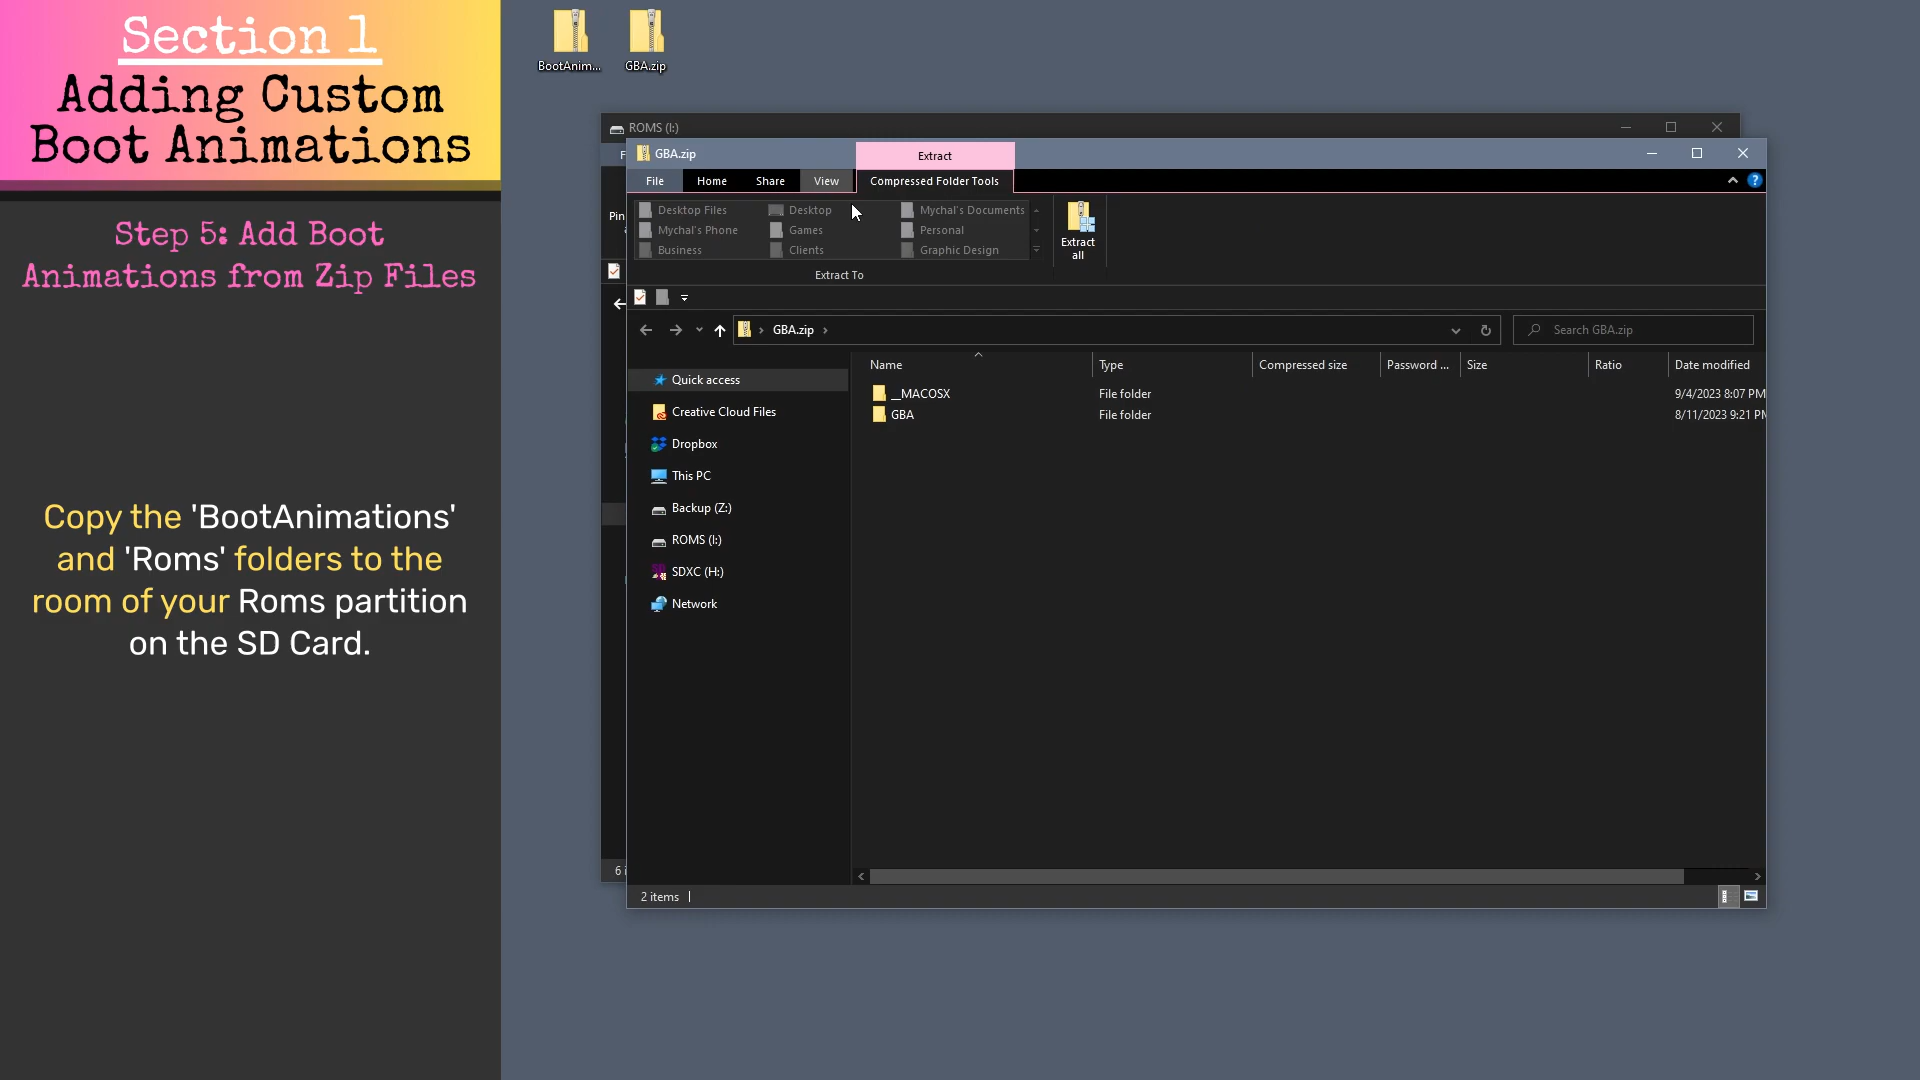 Section 1
Adding Custom
Boot Animations
Step 5: Add Boot
Animations from Zip Files
Copy the 'BootAnimations'
and 'Roms' folders to the
room of your Roms partition
on the SD Card.
BootAnim...
GBA.zip
ROMS (I:)
F
Pin
6 i
GBA.zip
Extract
File
Home
Share
View
Compressed Folder Tools
Desktop Files
Desktop
Mychal's Documents
Mychal's Phone
Games
Personal
Business
Clients
Graphic Design
Extract To
Extract
all
GBA.zip
Search GBA.zip
Name
Type
Compressed size
Password ...
Size
Ratio
Date modified
__MACOSX
File folder
9/4/2023 8:07 PM
GBA
File folder
8/11/2023 9:21 PM
Quick access
Creative Cloud Files
Dropbox
This PC
Backup (Z:)
ROMS (I:)
SDXC (H:)
Network
2 items